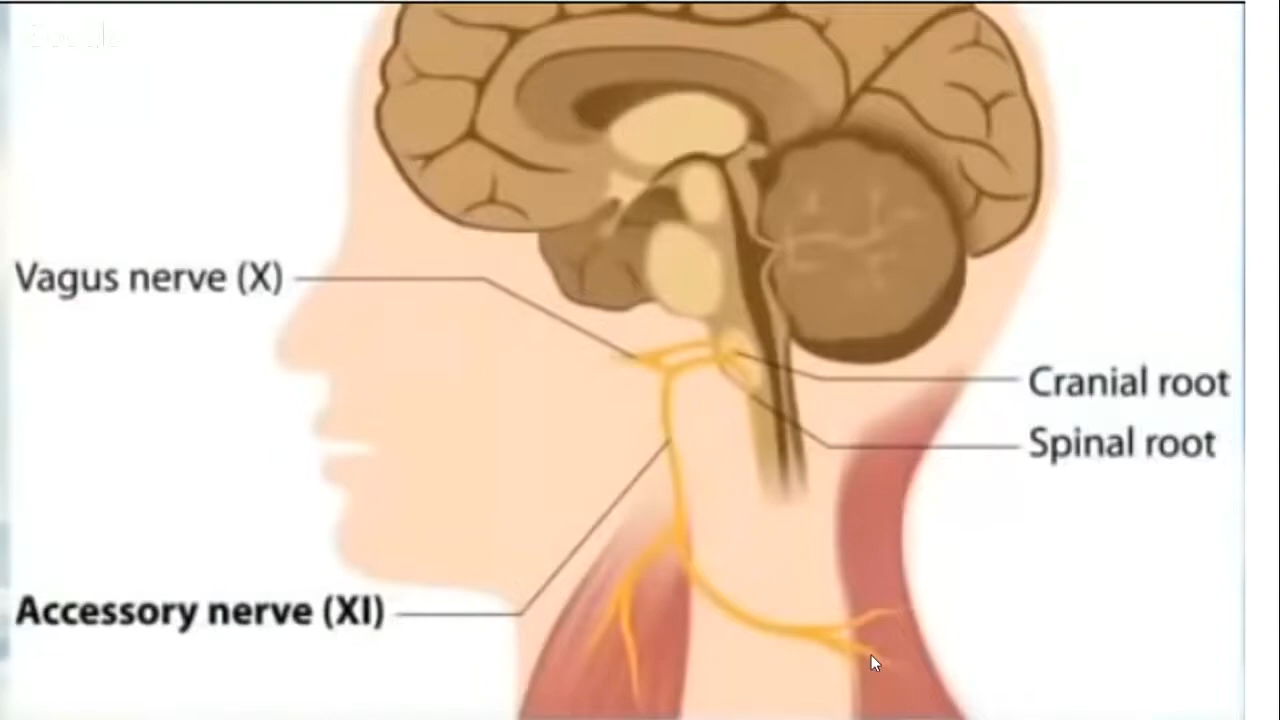 Vagus nerve (X)
Cranial root
Spinal root
Accessory nerve (XI)